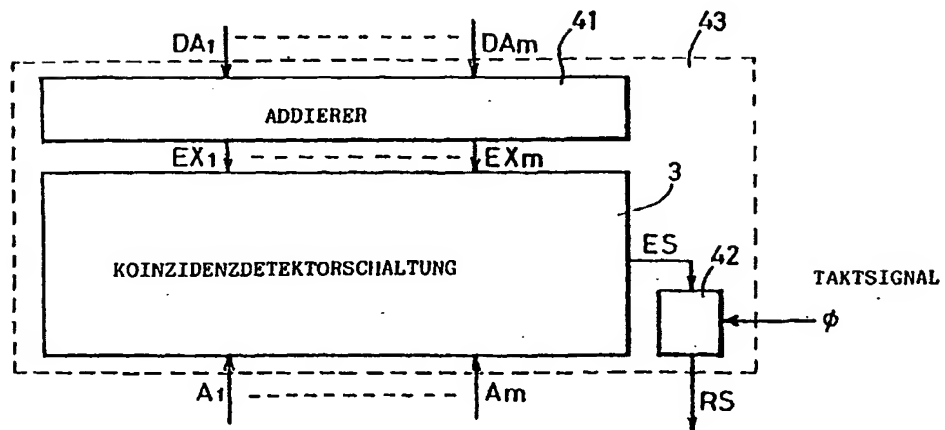 41 43
DA1 DAm
ADDIERER
EX1 EXm
3
ES
KOINZIDENZDETEKTORSCHALTUNG
42 TAKTSIGNAL
φ
A1 Am
RS